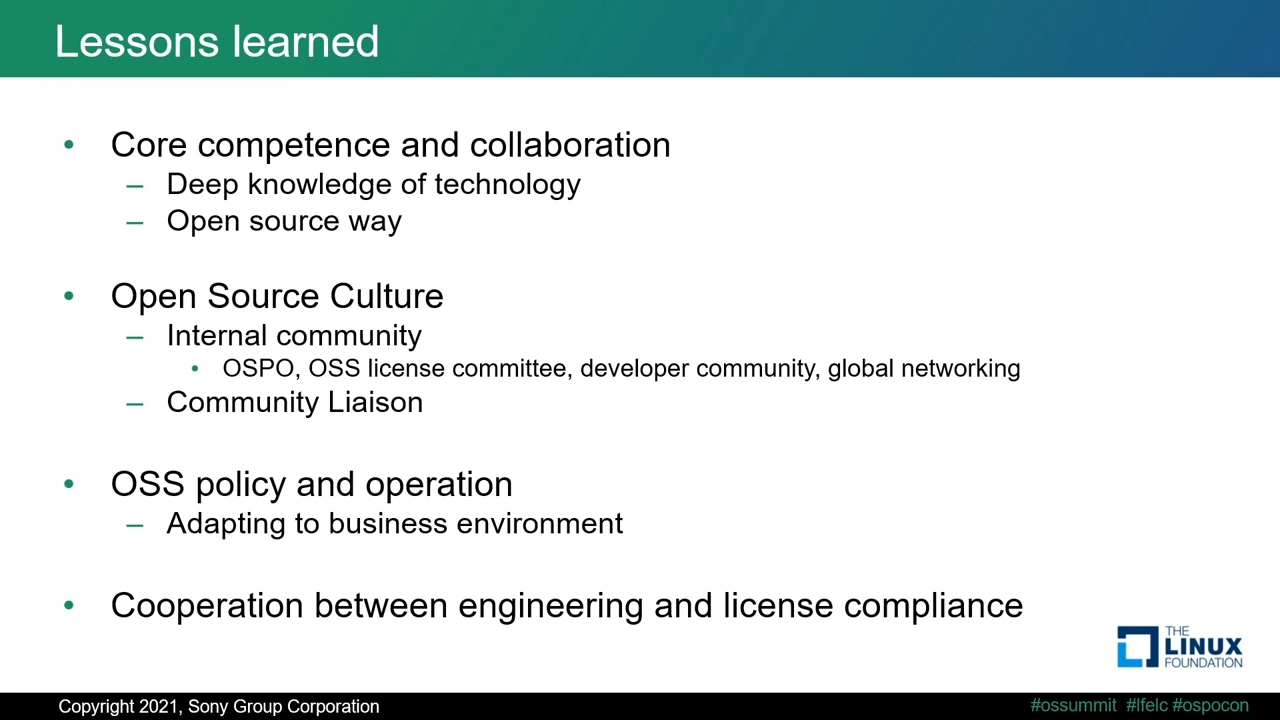 Lessons learned
• Core competence and collaboration
– Deep knowledge of technology
– Open source way
• Open Source Culture
– Internal community
• OSPO, OSS license committee, developer community, global networking
– Community Liaison
• OSS policy and operation
– Adapting to business environment
• Cooperation between engineering and license compliance
THE
LINUX
FOUNDATION
Copyright 2021, Sony Group Corporation
#ossummit #lfelc #ospocon